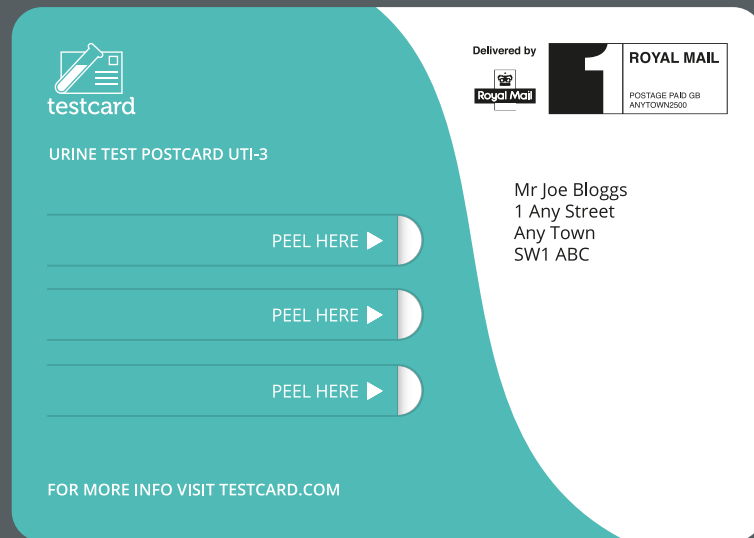 testcard
URINE TEST POSTCARD UTI-3
PEEL HERE
PEEL HERE
PEEL HERE
FOR MORE INFO VISIT TESTCARD.COM
Delivered by
Royal Mail
1
ROYAL MAIL
POSTAGE PAID GB
ANYTOWN2500
Mr Joe Bloggs
1 Any Street
Any Town
SW1 ABC